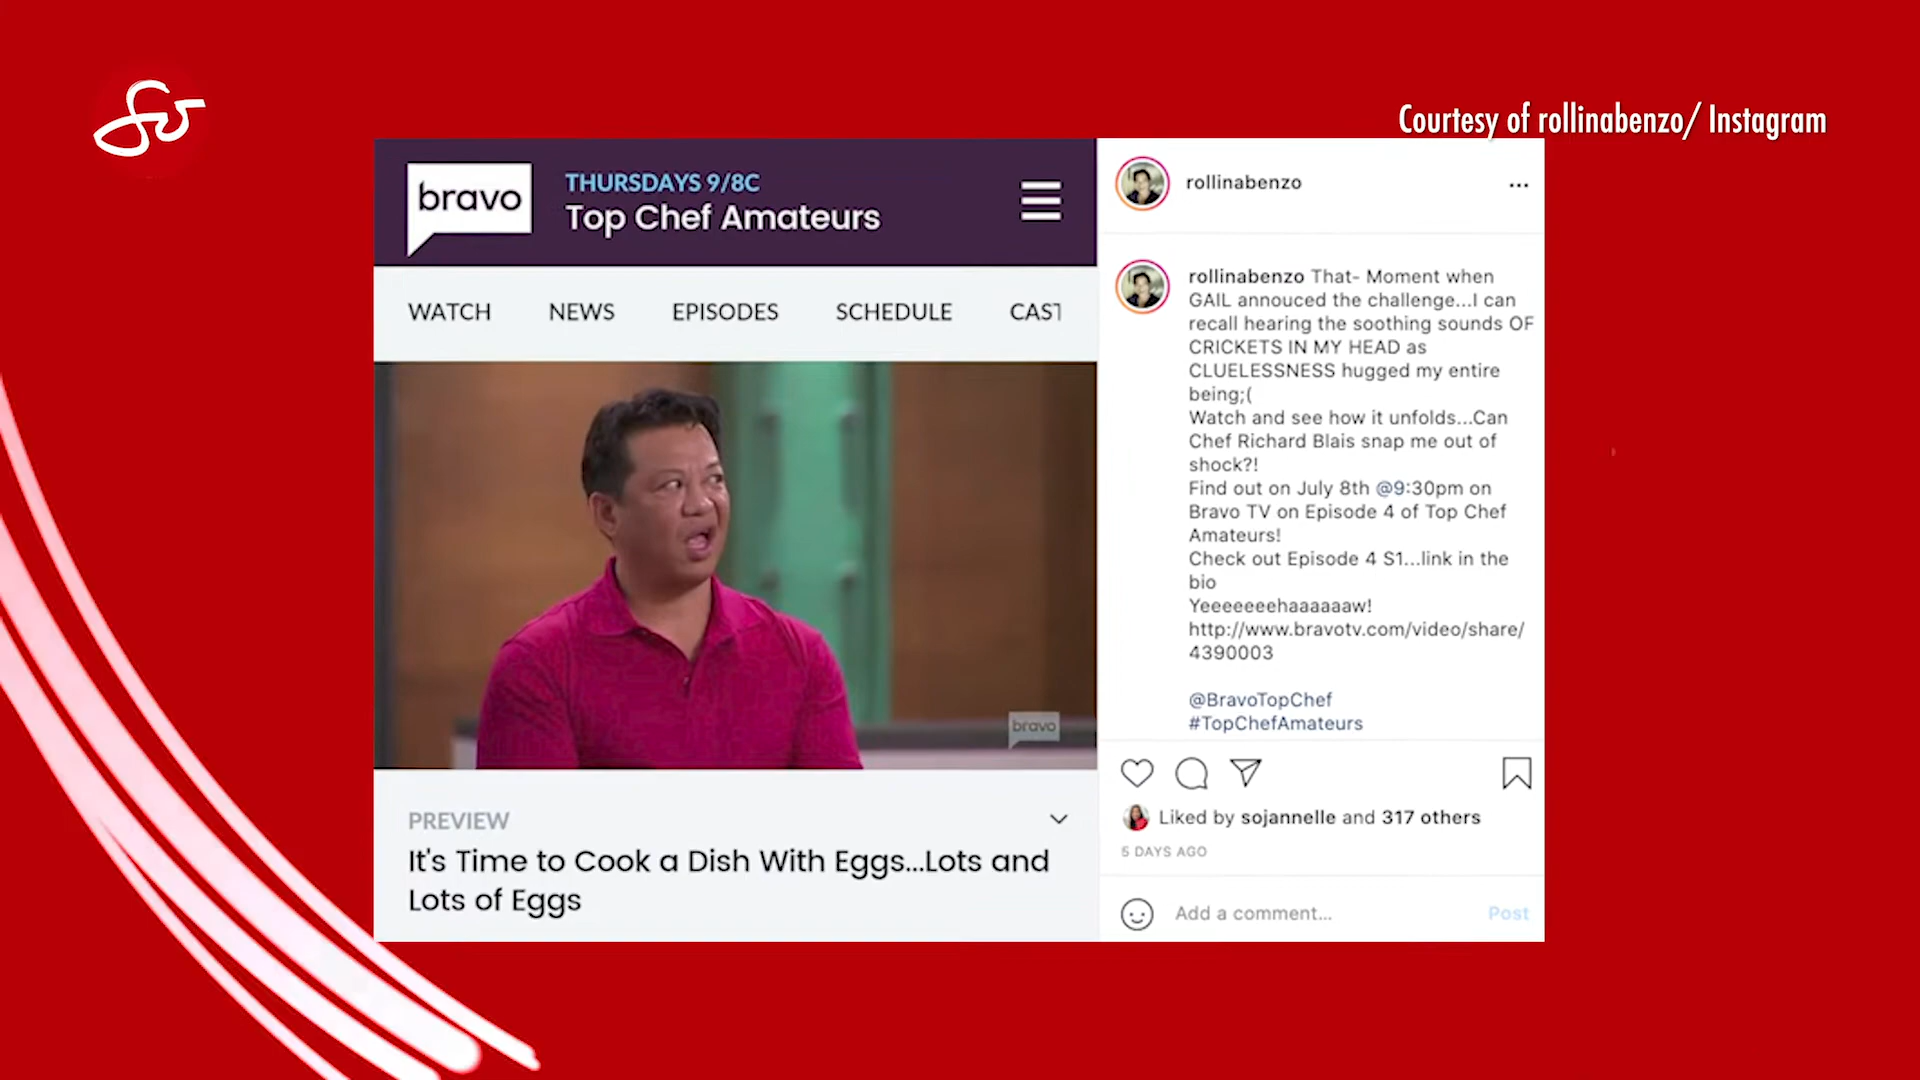 Courtesy of rollinabenzo/ Instagram
bravo
THURSDAYS 9/8C
Top Chef Amateurs
WATCH NEWS EPISODES SCHEDULE CAST
bravo
PREVIEW
It's Time to Cook a Dish With Eggs...Lots and
Lots of Eggs
rollinabenzo
rollinabenzo That- Moment when
GAIL annouced the challenge...I can
recall hearing the soothing sounds OF
CRICKETS IN MY HEAD as
CLUELESSNESS hugged my entire
being;(
Watch and see how it unfolds...Can
Chef Richard Blais snap me out of
shock?!
Find out on July 8th @9:30pm on
Bravo TV on Episode 4 of Top Chef
Amateurs!
Check out Episode 4 S1...link in the
bio
Yeeeeeeehaaaaaaw!
http://www.bravotv.com/video/share/
4390003
@BravoTopChef
#TopChefAmateurs
Liked by sojannelle and 317 others
5 DAYS AGO
Add a comment... Post